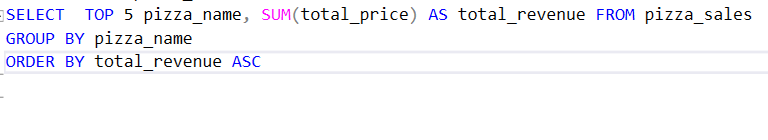 SELECT  TOP 5 pizza_name, SUM(total_price) AS total_revenue FROM pizza_sales
GROUP BY pizza_name
ORDER BY total_revenue ASC